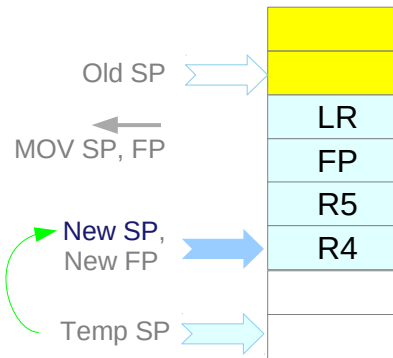 Old SP
LR
MOV SP, FP
FP
R5
New SP,
New FP
R4
Temp SP